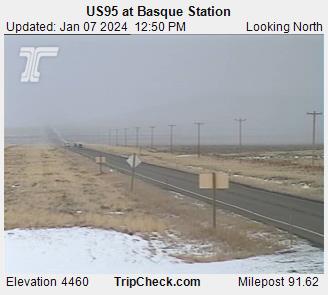 US95 at Basque Station
Updated: Jan 07 2024 12:50 PM Looking North
Elevation 4460 TripCheck.com Milepost 91.62